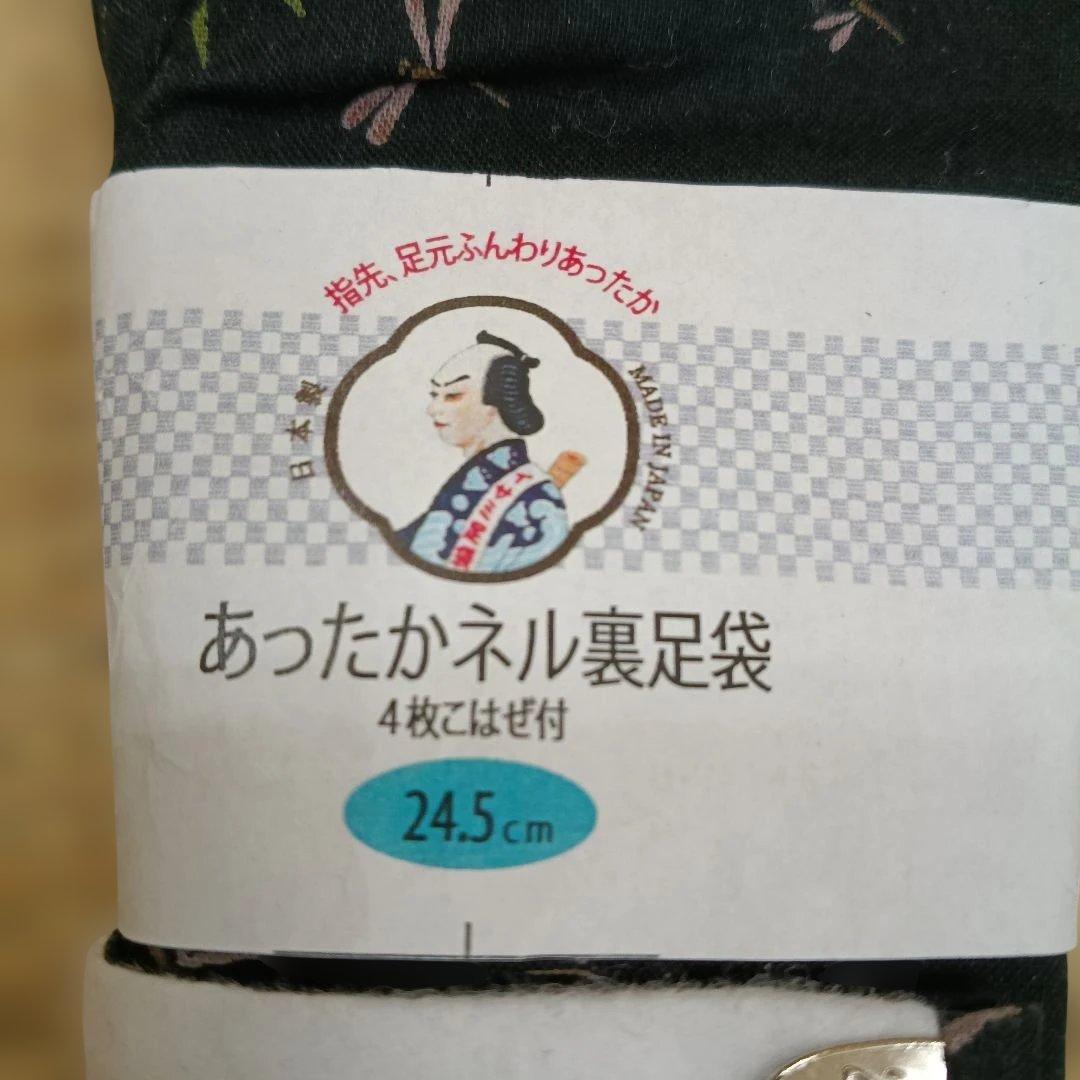 指先、足元ふんわりあったか
日本製
MADE IN JAPAN
あったかネル裏足袋
4枚こはぜ付
24.5cm